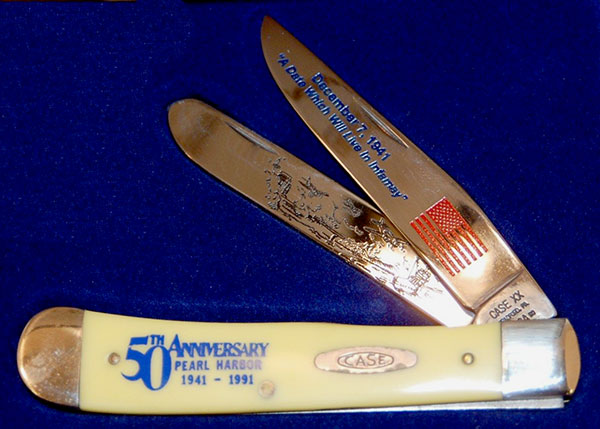 December 7, 1941
"A Date Which Will Live In Infamy"
CASE XX
50TH ANNIVERSARY
PEARL HARBOR
1941 - 1991
CASE